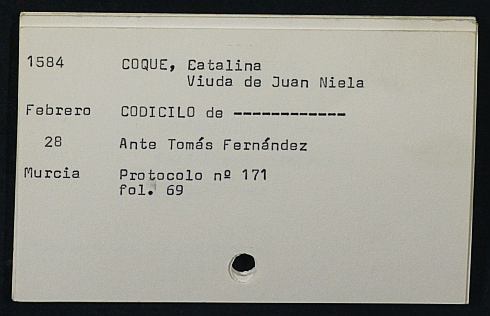 1584 COQUE, Catalina
Viuda de Juan Niela
Febrero CODICILO de ------------
28 Ante Tomás Fernández
Murcia Protocolo nº 171
fol. 69